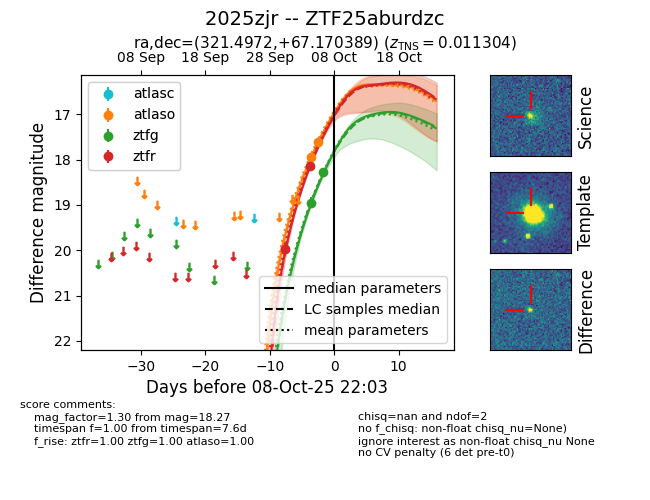 2025zjr -- ZTF25aburdzc
ra,dec=(321.4972,+67.170389) (z_TNS = 0.011304)
08 Sep 18 Sep 28 Sep 08 Oct 18 Oct
atlasc
atlaso
ztfg
ztfr
17
18
19
20
21
22
Difference magnitude
median parameters
LC samples median
mean parameters
−30 −20 −10 0 10
Days before 08-Oct-25 22:03
Science
Template
Difference
score comments:
mag_factor=1.30 from mag=18.27
timespan f=1.00 from timespan=7.6d
f_rise: ztfr=1.00 ztfg=1.00 atlaso=1.00
chisq=nan and ndof=2
no f_chisq: non-float chisq_nu=None)
ignore interest as non-float chisq_nu None
no CV penalty (6 det pre-t0)